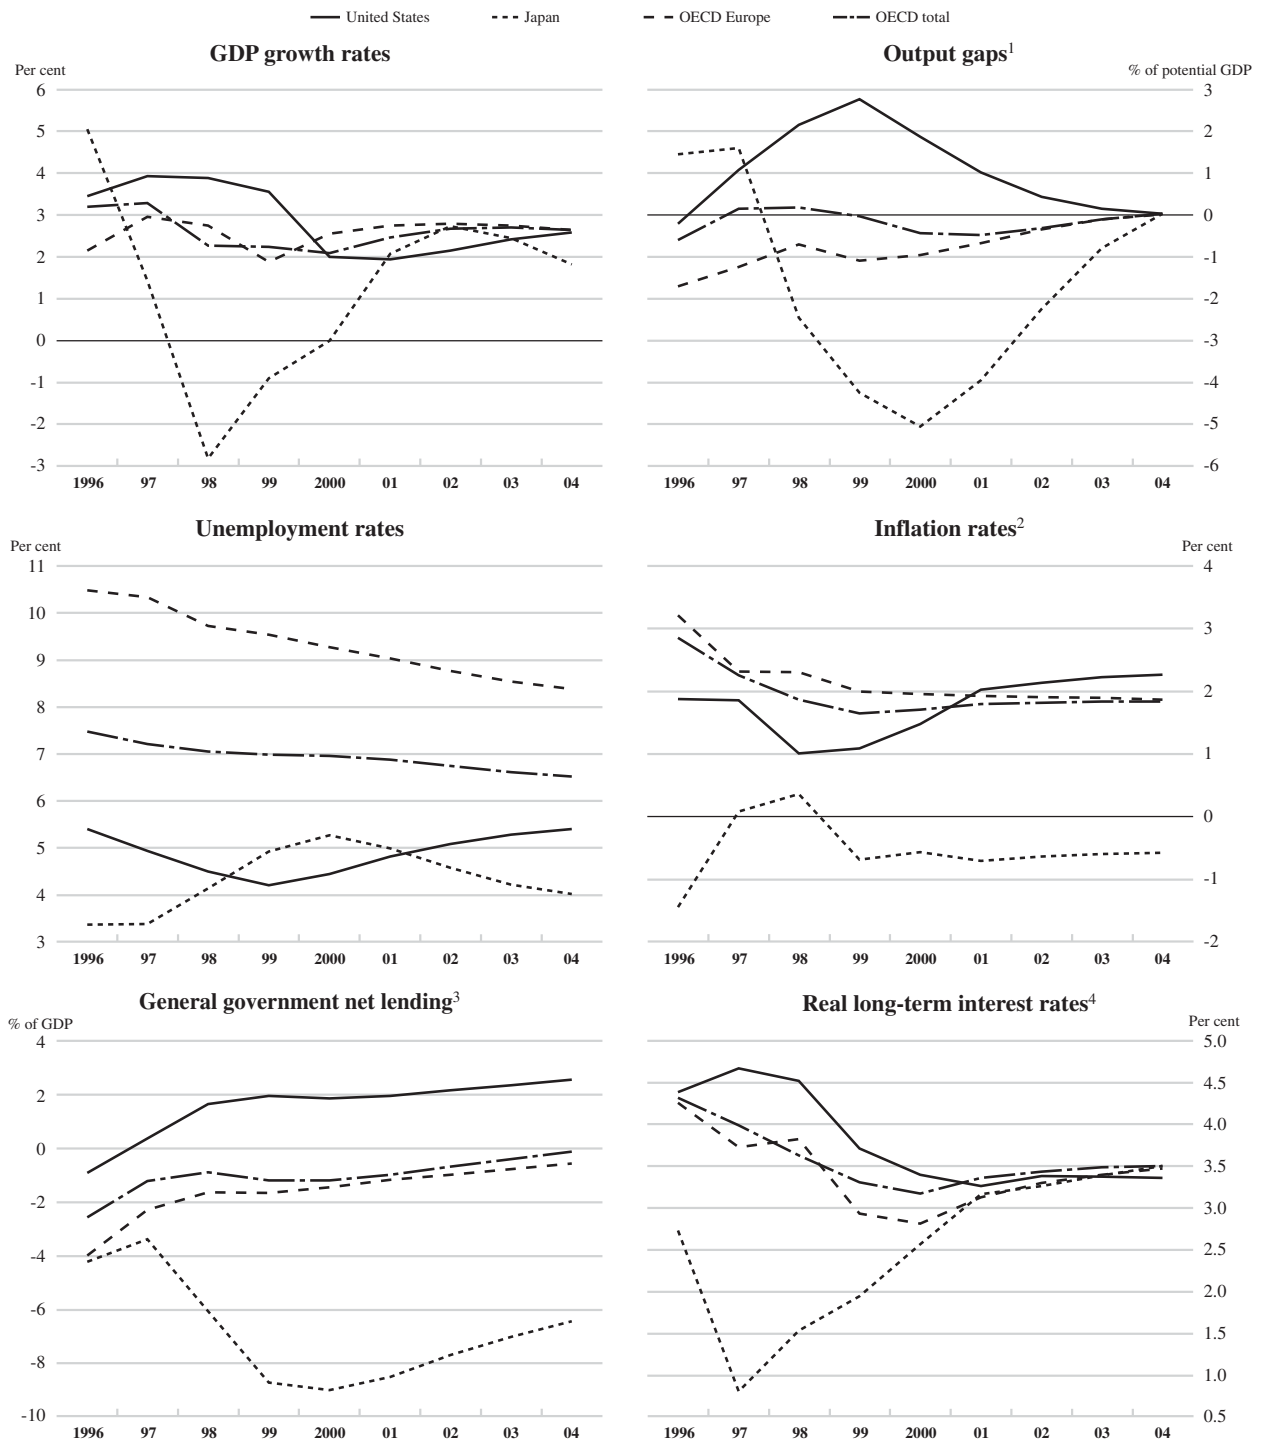 United States Japan OECD Europe OECD total
GDP growth rates
Per cent
6
5
4
3
2
1
0
-1
-2
-3
1996 97 98 99 2000 01 02 03 04
Output gaps1
% of potential GDP
3
2
1
0
-1
-2
-3
-4
-5
-6
1996 97 98 99 2000 01 02 03 04
Unemployment rates
Per cent
11
10
9
8
7
6
5
4
3
1996 97 98 99 2000 01 02 03 04
Inflation rates2
Per cent
4
3
2
1
0
-1
-2
1996 97 98 99 2000 01 02 03 04
General government net lending3
% of GDP
4
2
0
-2
-4
-6
-8
-10
1996 97 98 99 2000 01 02 03 04
Real long-term interest rates4
Per cent
5.0
4.5
4.0
3.5
3.0
2.5
2.0
1.5
1.0
0.5
1996 97 98 99 2000 01 02 03 04